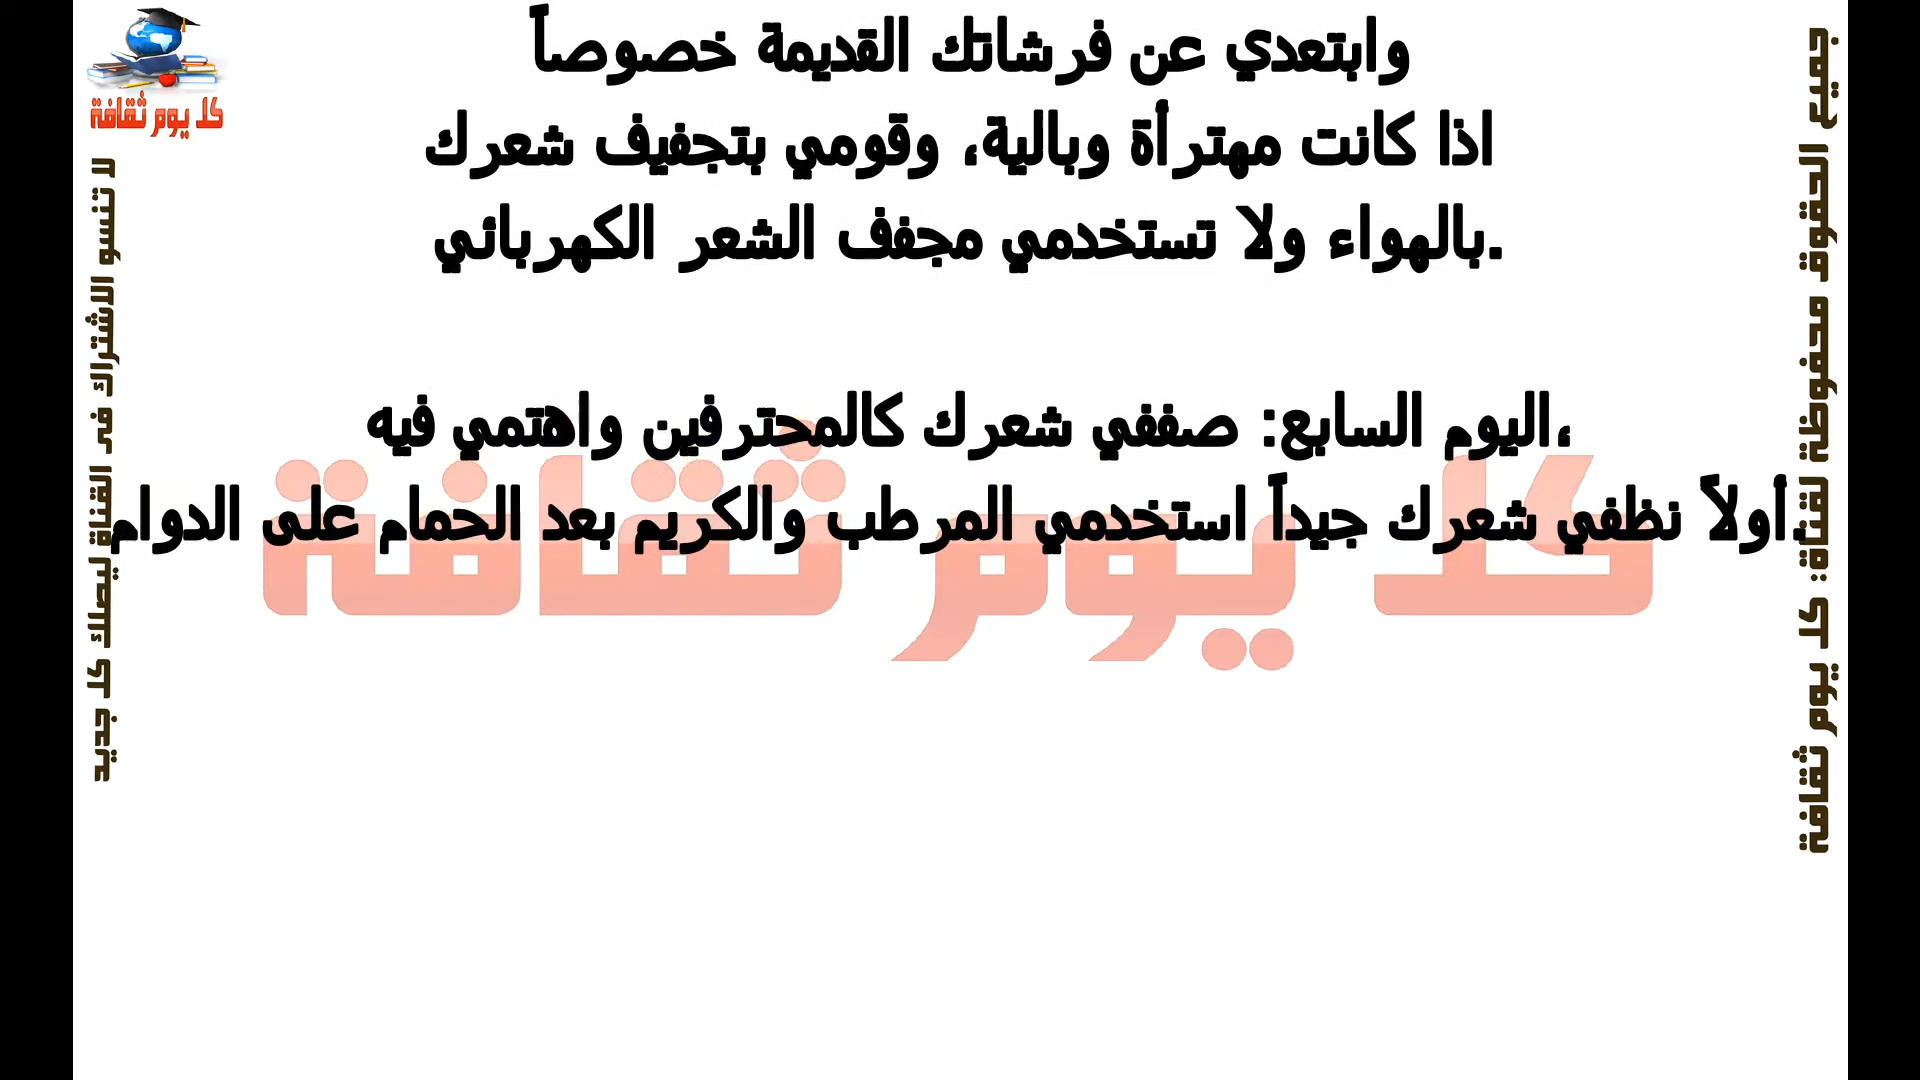 كل يوم ثقافة
وابتعدي عن فرشاتك القديمة خصوصاً
اذا كانت مهترأة وبالية، وقومي بتجفيف شعرك
بالهواء ولا تستخدمي مجفف الشعر الكهربائي.
اليوم السابع: صففي شعرك كالمحترفين واهتمي فيه،
أولاً نظفي شعرك جيداً استخدمي المرطب والكريم بعد الحمام على الدوام.
كل يوم ثقافة
جميع الحقوق محفوظة لقناة: كل يوم ثقافة
لا تنسو الاشتراك فى القناة ليصلك كل جديد